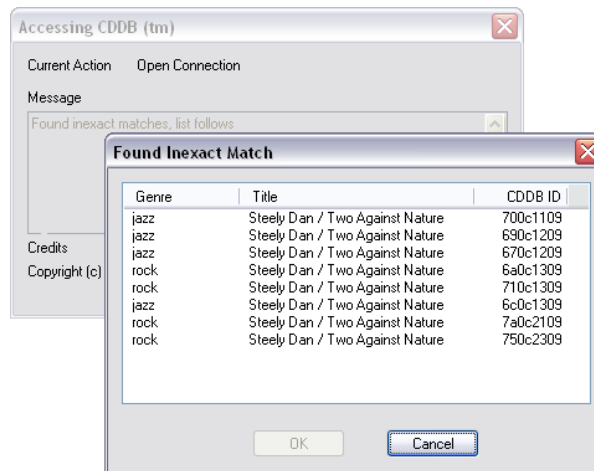 Accessing CDDB (tm)
Current Action Open Connection
Message
Found inexact matches, list follows
Found Inexact Match
Genre Title CDDB ID
jazz Steely Dan / Two Against Nature 700c1109
jazz Steely Dan / Two Against Nature 690c1209
jazz Steely Dan / Two Against Nature 670c1209
rock Steely Dan / Two Against Nature 6a0c1309
rock Steely Dan / Two Against Nature 710c1309
jazz Steely Dan / Two Against Nature 6c0c1309
rock Steely Dan / Two Against Nature 7a0c2109
rock Steely Dan / Two Against Nature 750c2309
Credits
Copyright (c)
OK Cancel